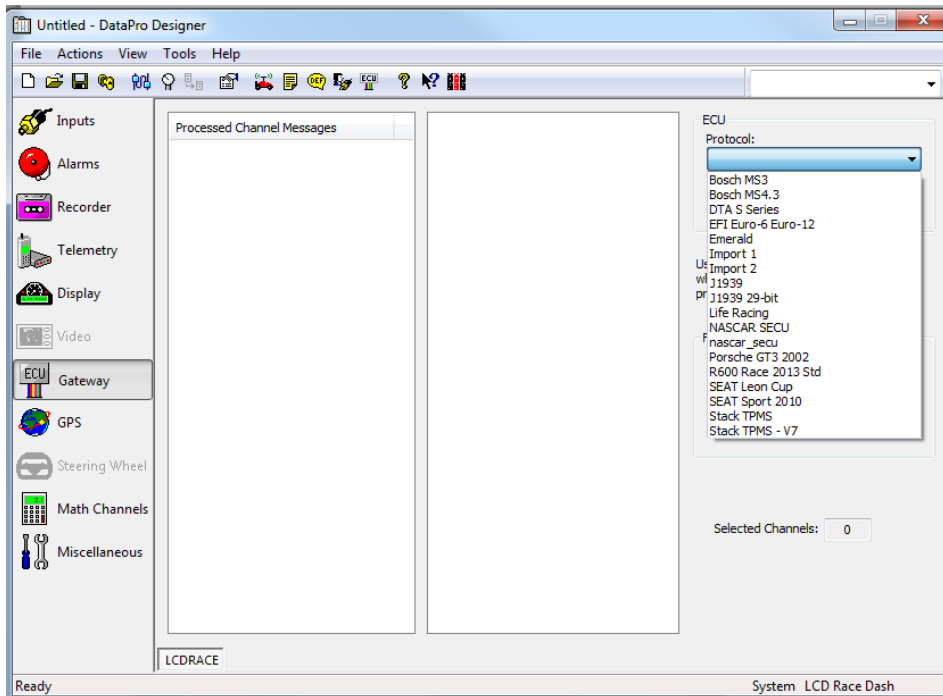 Untitled - DataPro Designer
File Actions View Tools Help
DEF ECU
Inputs
Alarms
Recorder
Telemetry
Display
Video
ECU
Gateway
GPS
Steering Wheel
Math Channels
Miscellaneous
Processed Channel Messages
ECU
Protocol:
Bosch MS3
Bosch MS4.3
DTA S Series
EFI Euro-6 Euro-12
Emerald
Import 1
Import 2
J1939
J1939 29-bit
Life Racing
NASCAR SECU
nascar_secu
Porsche GT3 2002
R600 Race 2013 Std
SEAT Leon Cup
SEAT Sport 2010
Stack TPMS
Stack TPMS - V7
Selected Channels: 0
LCDRACE
Ready
System LCD Race Dash